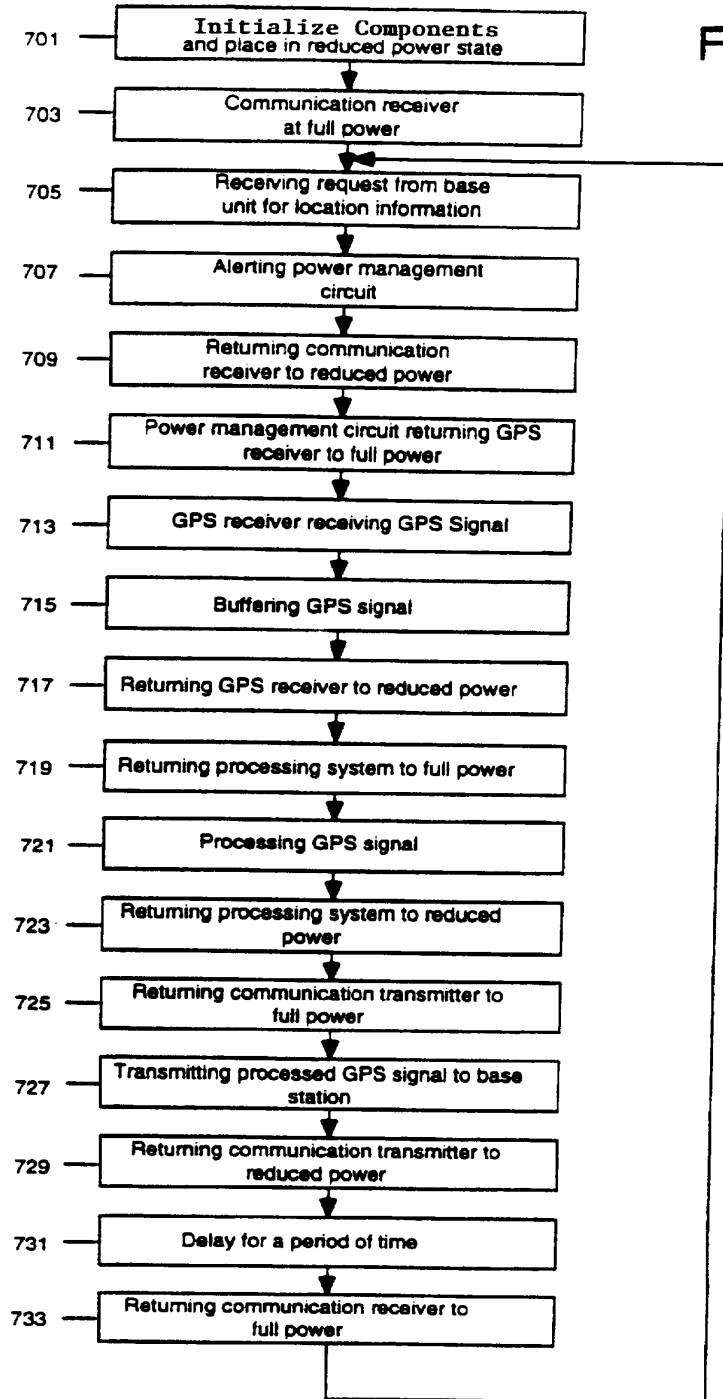 F
701
Initialize Components
and place in reduced power state
703
Communication receiver
at full power
705
Receiving request from base
unit for location information
707
Alerting power management
circuit
709
Returning communication
receiver to reduced power
711
Power management circuit returning GPS
receiver to full power
713
GPS receiver receiving GPS Signal
715
Buffering GPS signal
717
Returning GPS receiver to reduced power
719
Returning processing system to full power
721
Processing GPS signal
723
Returning processing system to reduced
power
725
Returning communication transmitter to
full power
727
Transmitting processed GPS signal to base
station
729
Returning communication transmitter to
reduced power
731
Delay for a period of time
733
Returning communication receiver to
full power